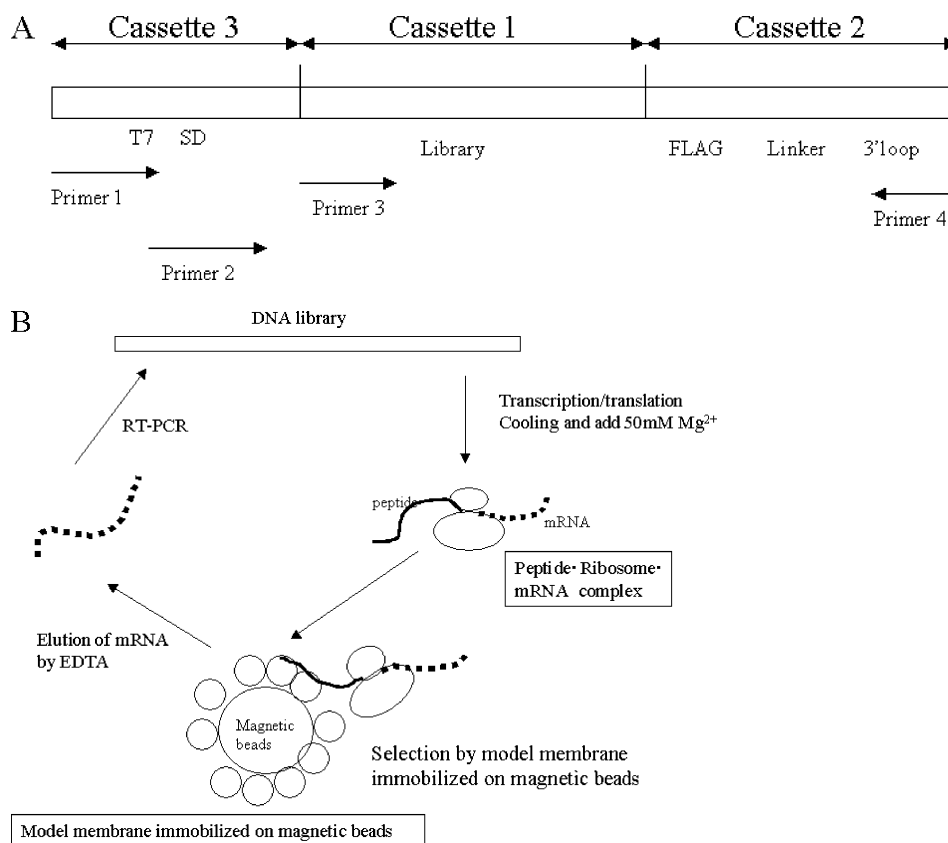 A
Cassette 3
Cassette 1
Cassette 2
T7
SD
Library
FLAG
Linker
3'loop
Primer 1
Primer 3
Primer 4
Primer 2
B
DNA library
Transcription/translation
Cooling and add 50mM Mg²⁺
RT-PCR
peptide
mRNA
Peptide・Ribosome・
mRNA complex
Elution of mRNA
by EDTA
Magnetic
beads
Selection by model membrane
immobilized on magnetic beads
Model membrane immobilized on magnetic beads